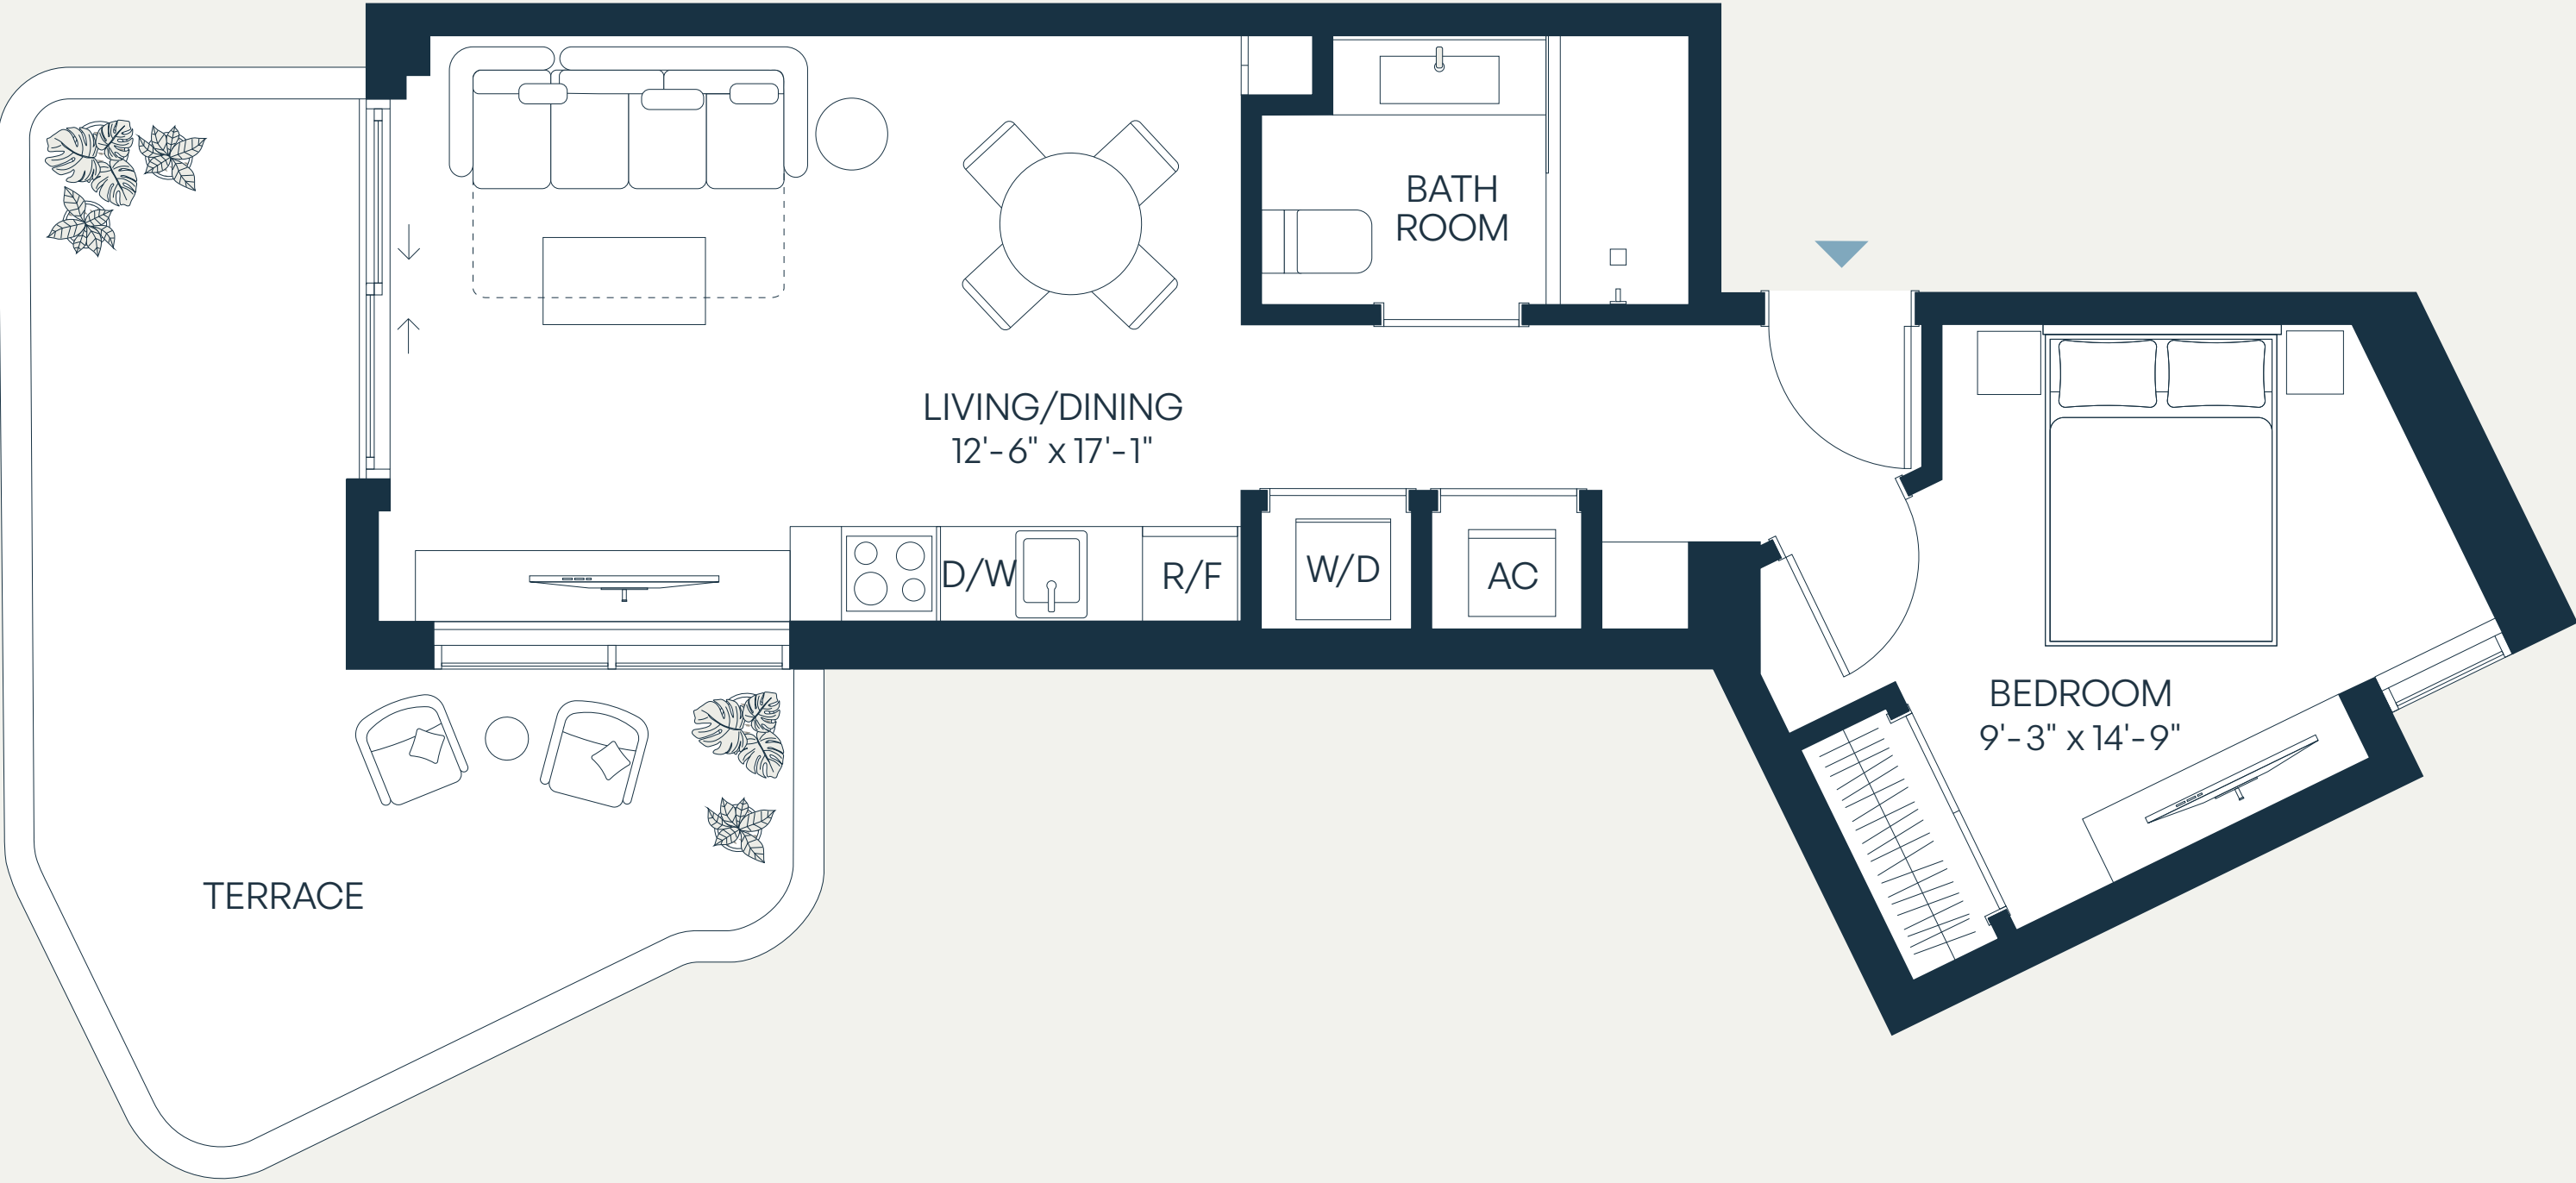 BATH
ROOM
LIVING/DINING
12'-6" x 17'-1"
D/W
R/F
W/D
AC
BEDROOM
9'-3" x 14'-9"
TERRACE